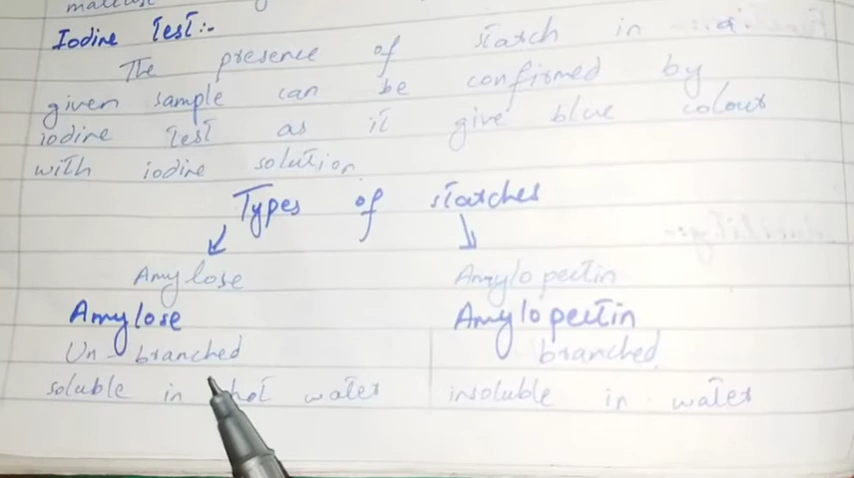 Iodine Test:-
The presence of starch in a
given sample can be confirmed by
iodine test as it give blue colour
with iodine solution
Types of starches
Amylose Amylopectin
Amylose Amylopectin
Un-branched branched
soluble in hot water insoluble in water